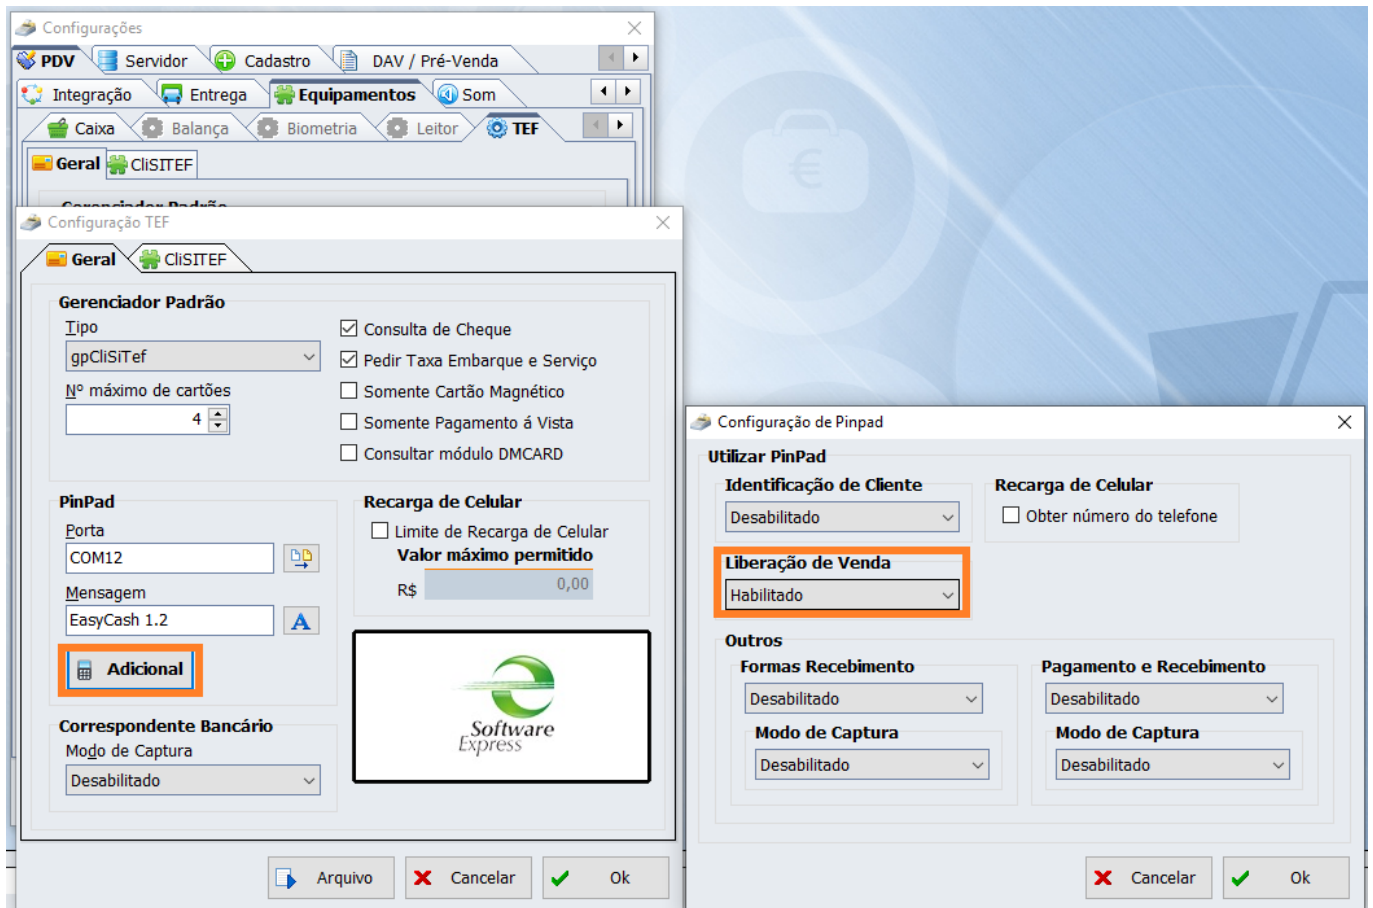 Configurações
PDV Servidor Cadastro DAV / Pré-Venda
Integração Entrega Equipamentos Som
Caixa Balança Biometria Leitor TEF
Geral CliSITEF
Gerenciador Padrão
Configuração TEF
Geral CliSITEF
Gerenciador Padrão
Tipo
gpCliSiTef
Nº máximo de cartões
4
Consulta de Cheque
Pedir Taxa Embarque e Serviço
Somente Cartão Magnético
Somente Pagamento á Vista
Consultar módulo DMCARD
PinPad
Porta
COM12
Mensagem
EasyCash 1.2
A
Adicional
Recarga de Celular
Limite de Recarga de Celular
Valor máximo permitido
R$ 0,00
Correspondente Bancário
Modo de Captura
Desabilitado
Software
Express
Arquivo Cancelar Ok
Configuração de Pinpad
Utilizar PinPad
Identificação de Cliente
Desabilitado
Recarga de Celular
Obter número do telefone
Liberação de Venda
Habilitado
Outros
Formas Recebimento
Desabilitado
Modo de Captura
Desabilitado
Pagamento e Recebimento
Desabilitado
Modo de Captura
Desabilitado
Cancelar Ok
€